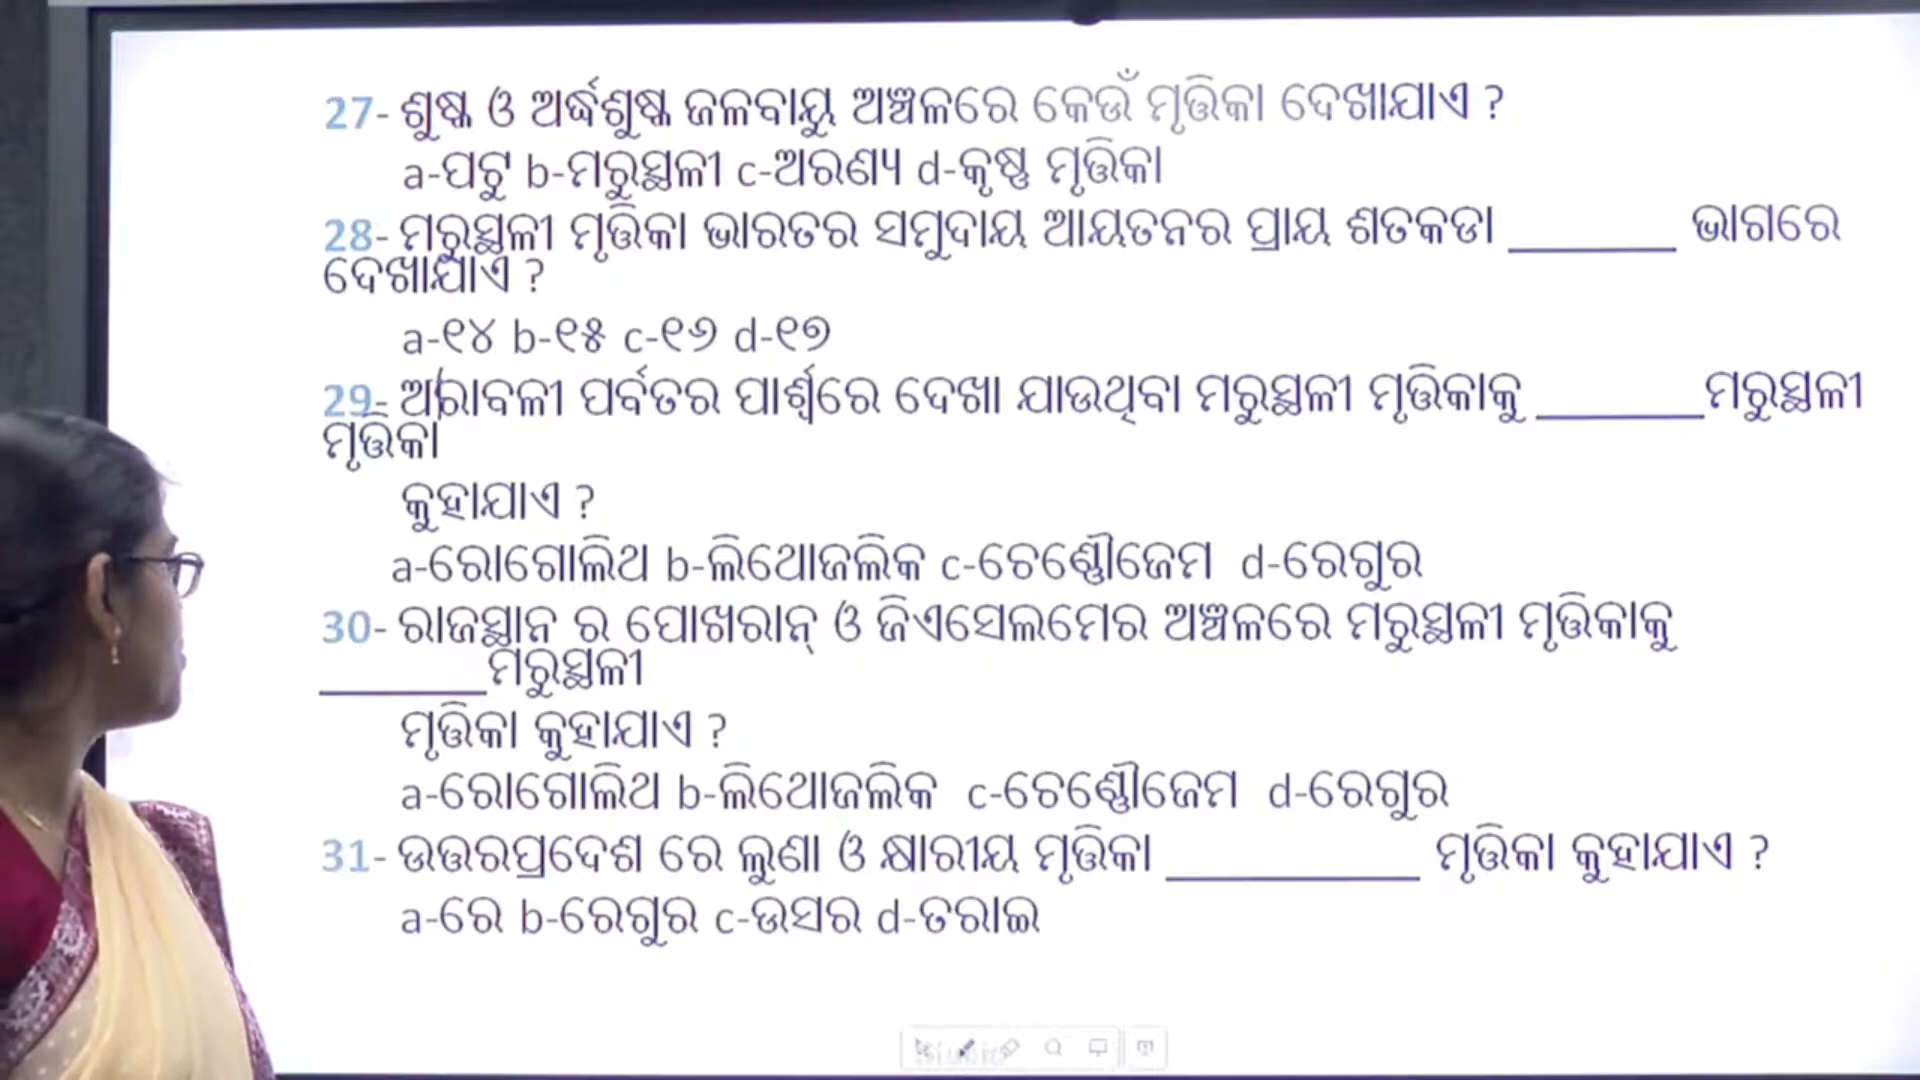 27- ଶୁଷ୍କ ଓ ଅର୍ଦ୍ଧଶୁଷ୍କ ଜଳବାୟୁ ଅଞ୍ଚଳରେ କେଉଁ ମୃତ୍ତିକା ଦେଖାଯାଏ ?
a-ପଟୁ b-ମରୁସ୍ଥଳୀ c-ଅରଣ୍ୟ d-କୃଷ୍ଣ ମୃତ୍ତିକା
28- ମରୁସ୍ଥଳୀ ମୃତ୍ତିକା ଭାରତର ସମୁଦାୟ ଆୟତନର ପ୍ରାୟ ଶତକଡା _______ ଭାଗରେ
ଦେଖାଯାଏ ?
a-୧୪ b-୧୫ c-୧୬ d-୧୭
29- ଅରାବଳୀ ପର୍ବତର ପାର୍ଶ୍ୱରେ ଦେଖା ଯାଉଥିବା ମରୁସ୍ଥଳୀ ମୃତ୍ତିକାକୁ _______ମରୁସ୍ଥଳୀ
ମୃତ୍ତିକା
କୁହାଯାଏ ?
a-ରୋଗୋଲିଥ b-ଲିଥୋଜଲିକ c-ଚେଣ୍ଣୌଜେମ d-ରେଗୁର
30- ରାଜସ୍ଥାନ ର ପୋଖରାନ୍ ଓ ଜିଏସେଲମେର ଅଞ୍ଚଳରେ ମରୁସ୍ଥଳୀ ମୃତ୍ତିକାକୁ
_______ମରୁସ୍ଥଳୀ
ମୃତ୍ତିକା କୁହାଯାଏ ?
a-ରୋଗୋଲିଥ b-ଲିଥୋଜଲିକ c-ଚେଣ୍ଣୌଜେମ d-ରେଗୁର
31- ଉତ୍ତରପ୍ରଦେଶ ରେ ଲୁଣା ଓ କ୍ଷାରୀୟ ମୃତ୍ତିକା __________ ମୃତ୍ତିକା କୁହାଯାଏ ?
a-ରେ b-ରେଗୁର c-ଉସର d-ତରାଇ